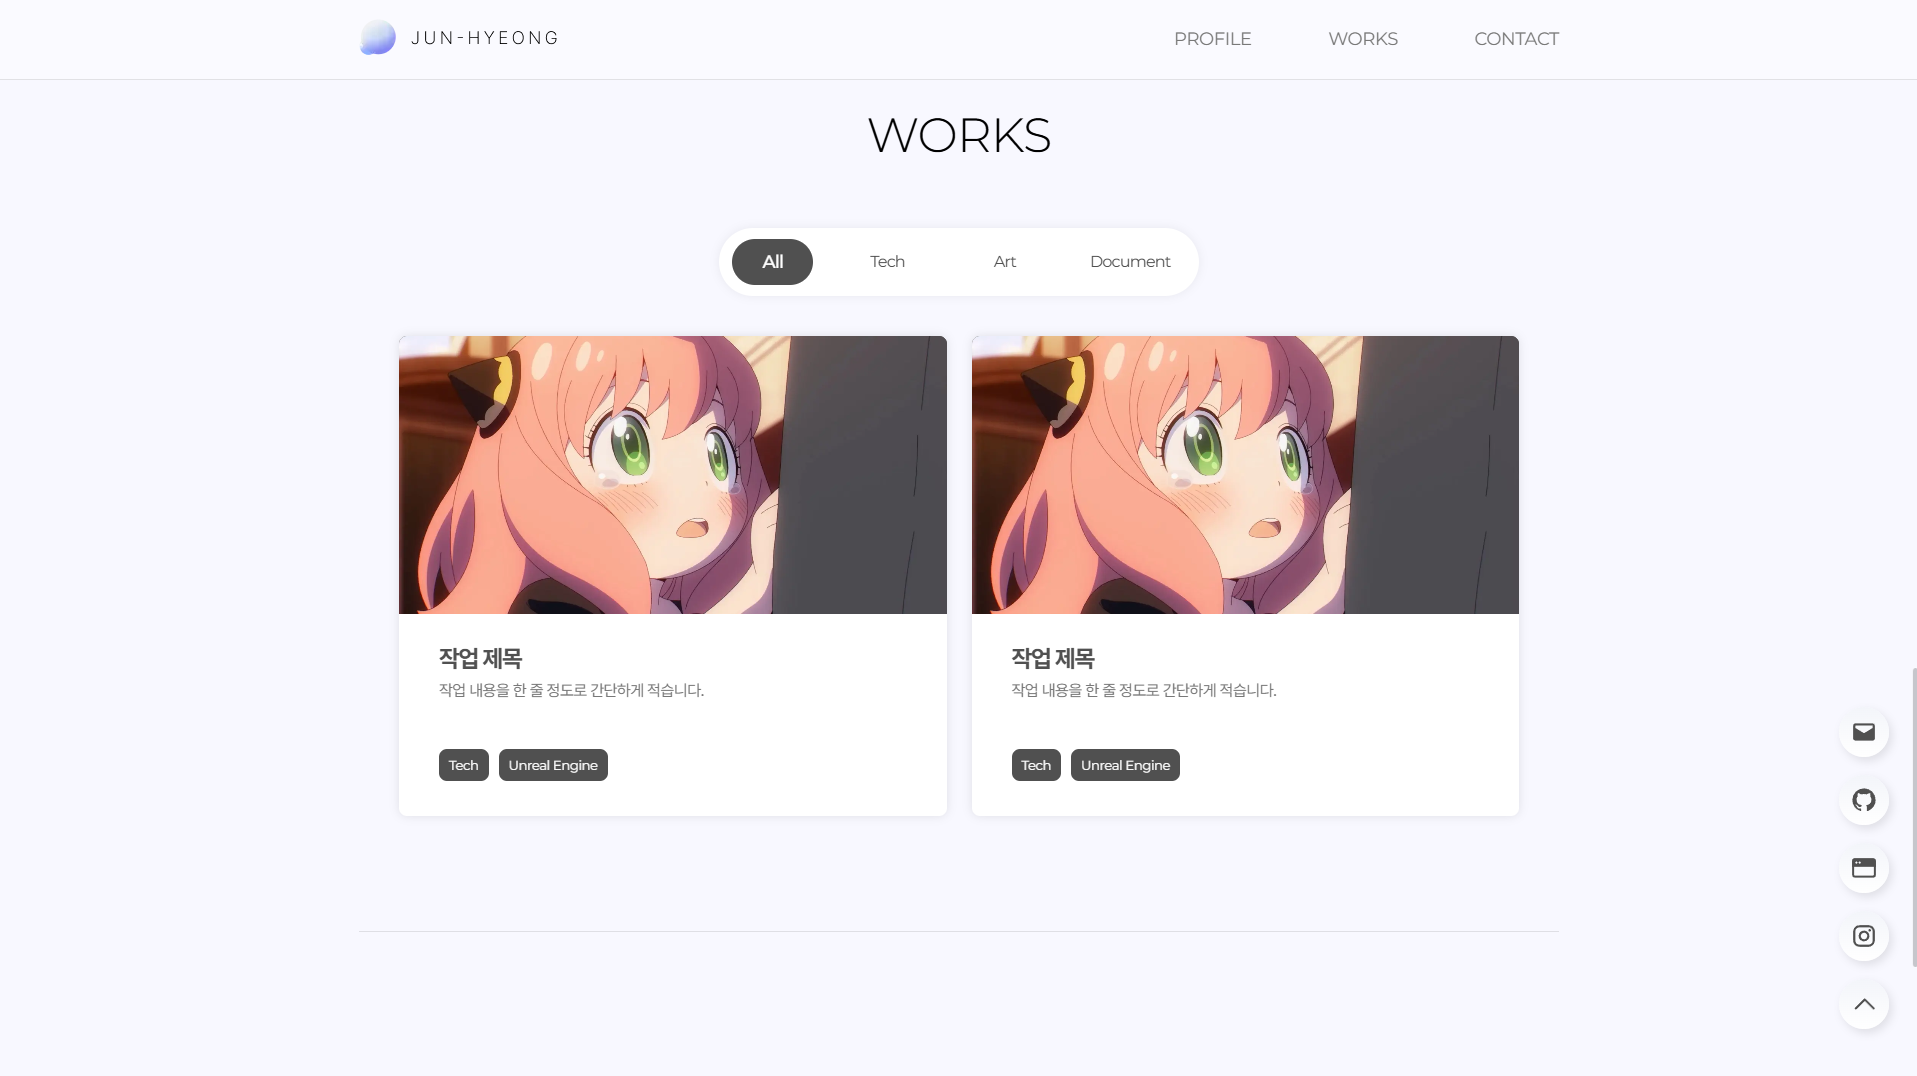 JUN-HYEONG
PROFILE WORKS CONTACT
WORKS
All Tech Art Document
작업 제목
작업 내용을 한 줄 정도로 간단하게 적습니다.
Tech Unreal Engine
작업 제목
작업 내용을 한 줄 정도로 간단하게 적습니다.
Tech Unreal Engine